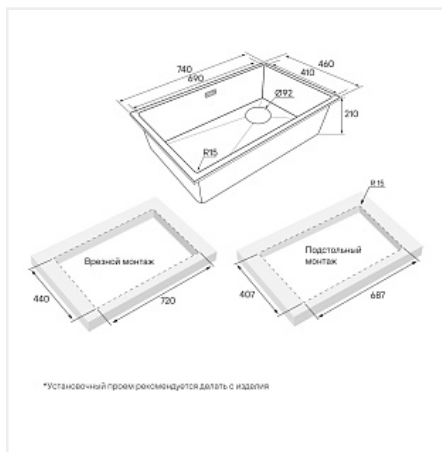 740
690
460
410
Ø92
210
R15
R15
Врезной монтаж
440
720
Подстольный
монтаж
407
687
*Установочный проем рекомендуется делать с изделия